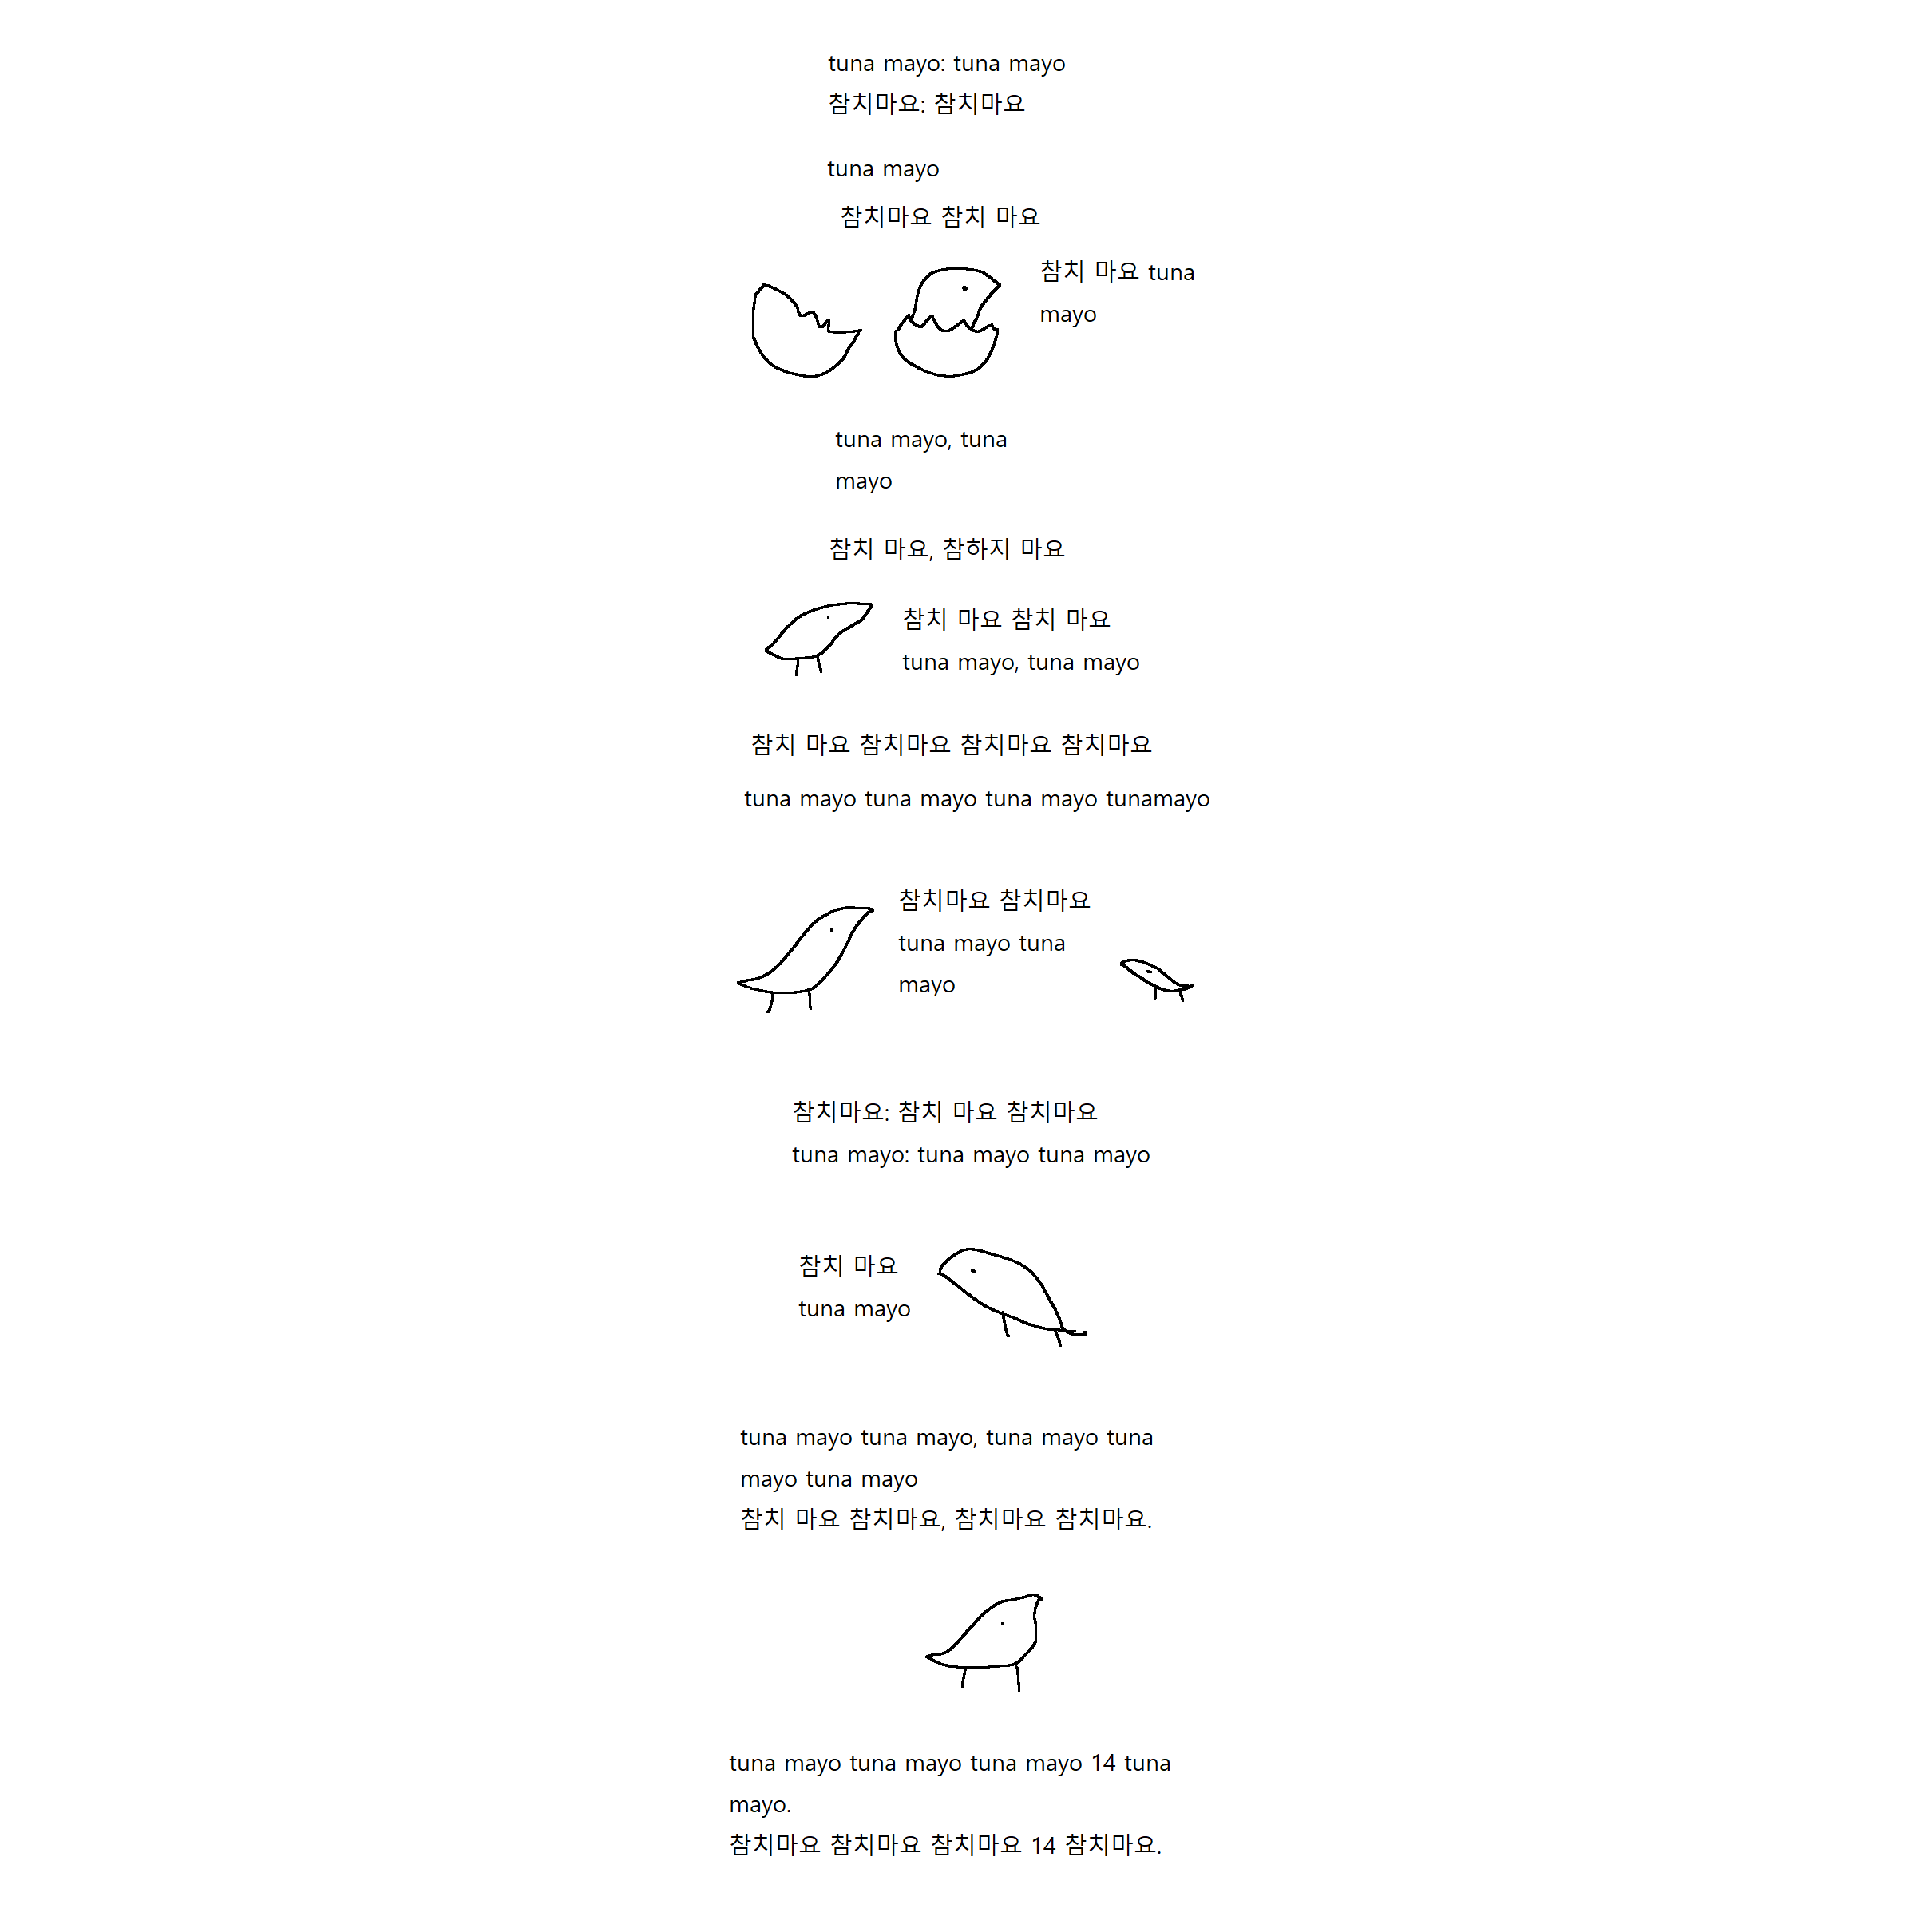 tuna mayo: tuna mayo
참치마요: 참치마요
tuna mayo
참치마요 참치 마요
참치 마요 tuna
mayo
tuna mayo, tuna
mayo
참치 마요, 참하지 마요
참치 마요 참치 마요
tuna mayo, tuna mayo
참치 마요 참치마요 참치마요 참치마요
tuna mayo tuna mayo tuna mayo tunamayo
참치마요 참치마요
tuna mayo tuna
mayo
참치마요: 참치 마요 참치마요
tuna mayo: tuna mayo tuna mayo
참치 마요
tuna mayo
tuna mayo tuna mayo, tuna mayo tuna
mayo tuna mayo
참치 마요 참치마요, 참치마요 참치마요.
tuna mayo tuna mayo tuna mayo 14 tuna
mayo.
참치마요 참치마요 참치마요 14 참치마요.